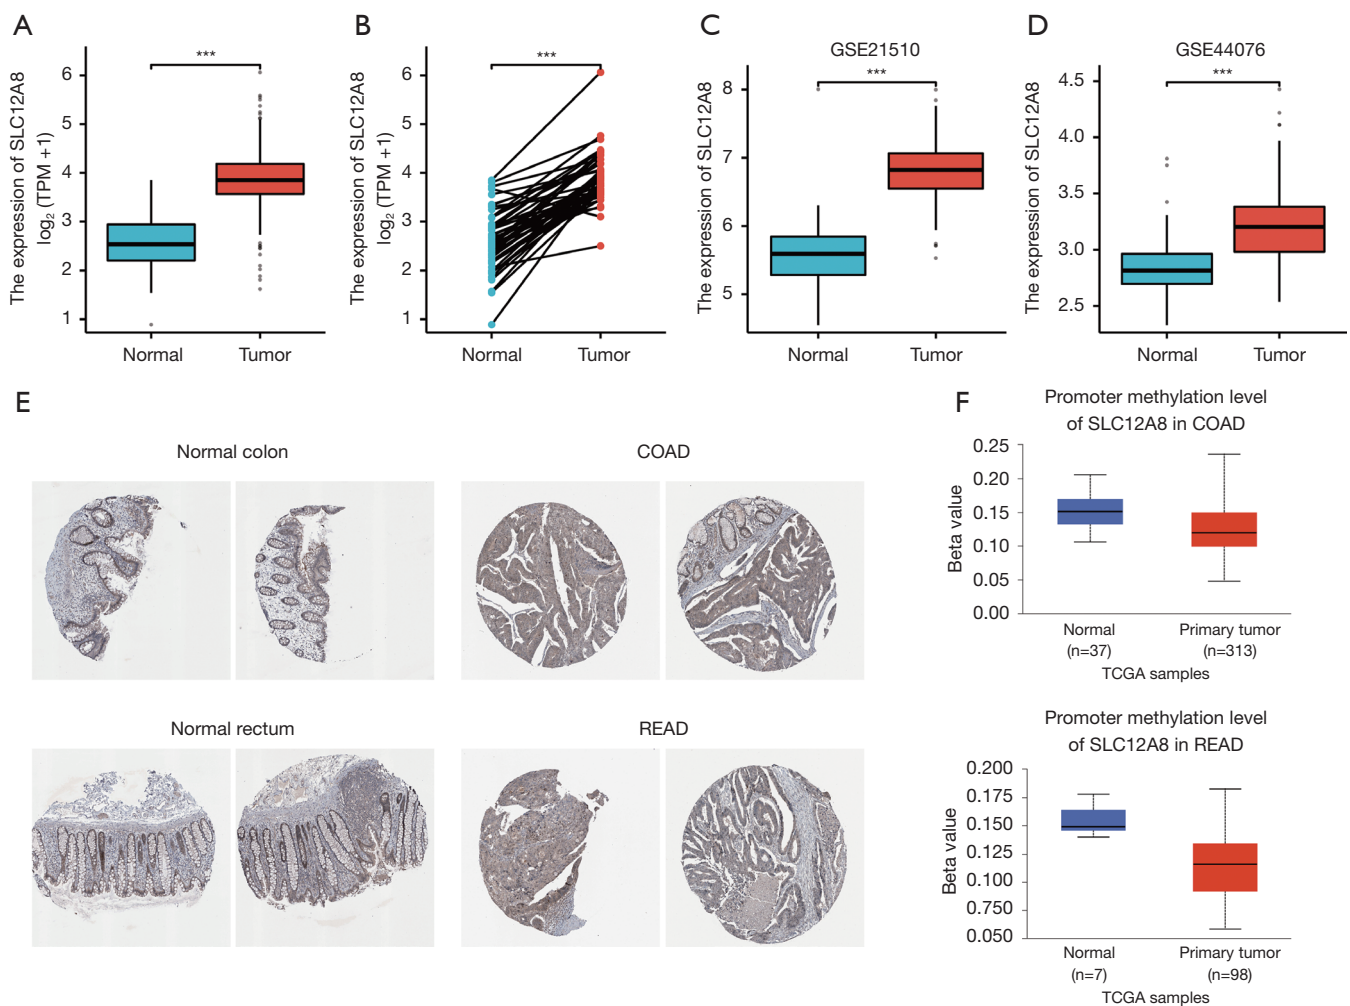 A
The expression of SLC12A8
log2 (TPM +1)
6
5
4
3
2
1
***
Normal
Tumor
B
The expression of SLC12A8
log2 (TPM +1)
6
5
4
3
2
1
***
Normal
Tumor
C
GSE21510
The expression of SLC12A8
8
7
6
5
***
Normal
Tumor
D
GSE44076
The expression of SLC12A8
4.5
4.0
3.5
3.0
2.5
***
Normal
Tumor
E
Normal colon
COAD
Normal rectum
READ
F
Promoter methylation level
of SLC12A8 in COAD
Beta value
0.25
0.20
0.15
0.10
0.05
0.00
Normal
(n=37)
Primary tumor
(n=313)
TCGA samples
Promoter methylation level
of SLC12A8 in READ
Beta value
0.200
0.175
0.150
0.125
0.100
0.750
0.050
Normal
(n=7)
Primary tumor
(n=98)
TCGA samples